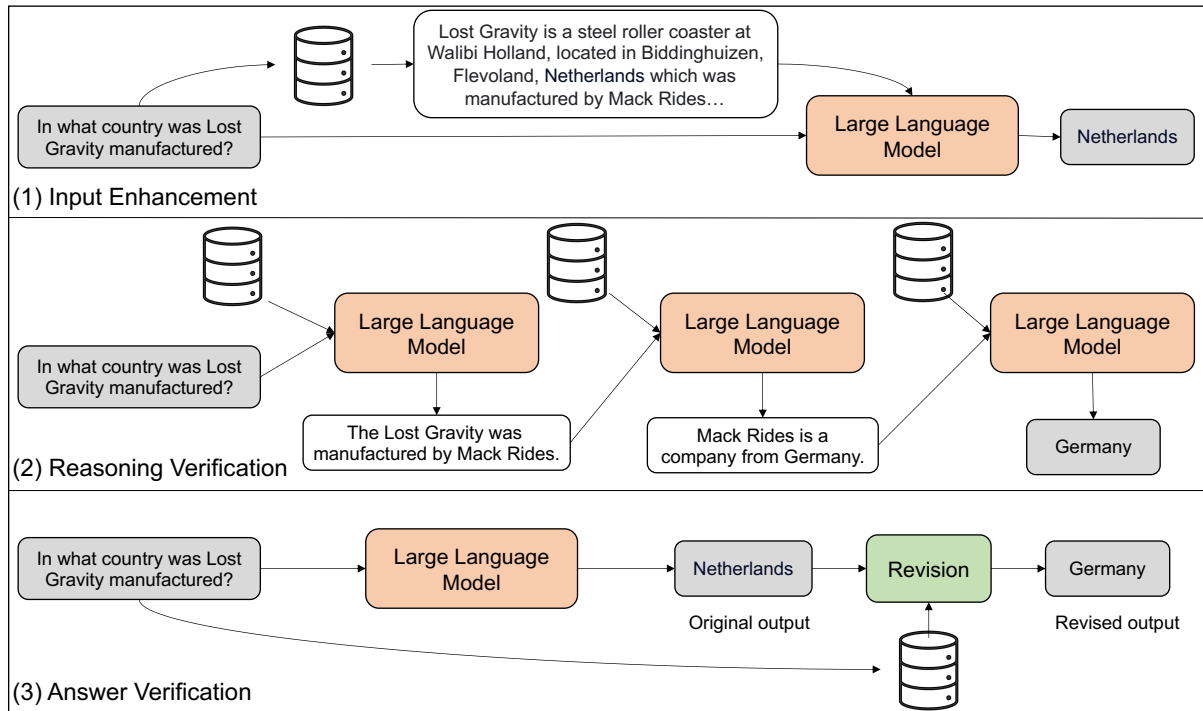 Lost Gravity is a steel roller coaster at
Walibi Holland, located in Biddinghuizen,
Flevoland, Netherlands which was
manufactured by Mack Rides…
In what country was Lost
Gravity manufactured?
Large Language
Model
Netherlands
(1) Input Enhancement
In what country was Lost
Gravity manufactured?
Large Language
Model
The Lost Gravity was
manufactured by Mack Rides.
Large Language
Model
Mack Rides is a
company from Germany.
Large Language
Model
Germany
(2) Reasoning Verification
In what country was Lost
Gravity manufactured?
Large Language
Model
Netherlands
Original output
Revision
Germany
Revised output
(3) Answer Verification